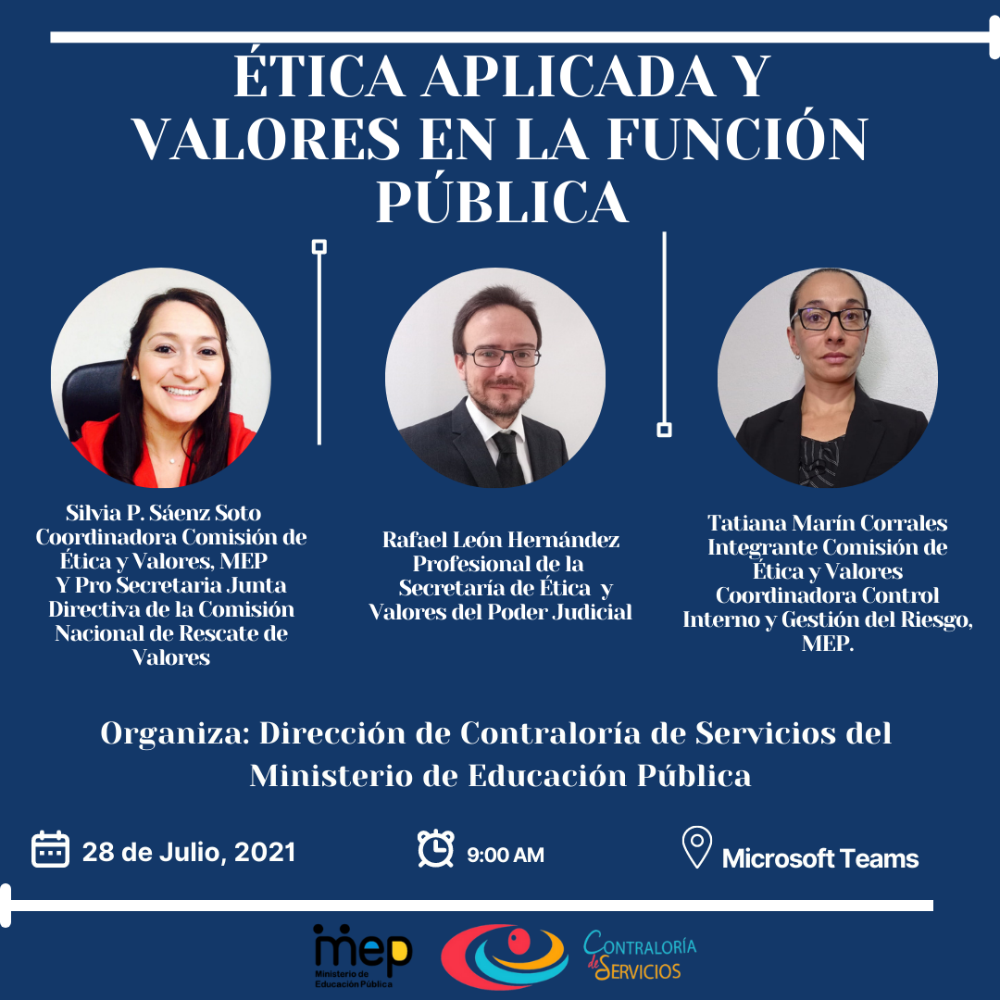 ÉTICA APLICADA Y
VALORES EN LA FUNCIÓN
PÚBLICA
Silvia P. Sáenz Soto
Coordinadora Comisión de
Ética y Valores, MEP
Y Pro Secretaria Junta
Directiva de la Comisión
Nacional de Rescate de
Valores
Rafael León Hernández
Profesional de la
Secretaría de Ética y
Valores del Poder Judicial
Tatiana Marín Corrales
Integrante Comisión de
Ética y Valores
Coordinadora Control
Interno y Gestión del Riesgo,
MEP.
Organiza: Dirección de Contraloría de Servicios del
Ministerio de Educación Pública
28 de Julio, 2021
9:00 AM
Microsoft Teams
mep
Ministerio de
Educación Pública
CONTRALORÍA
de SERVICIOS